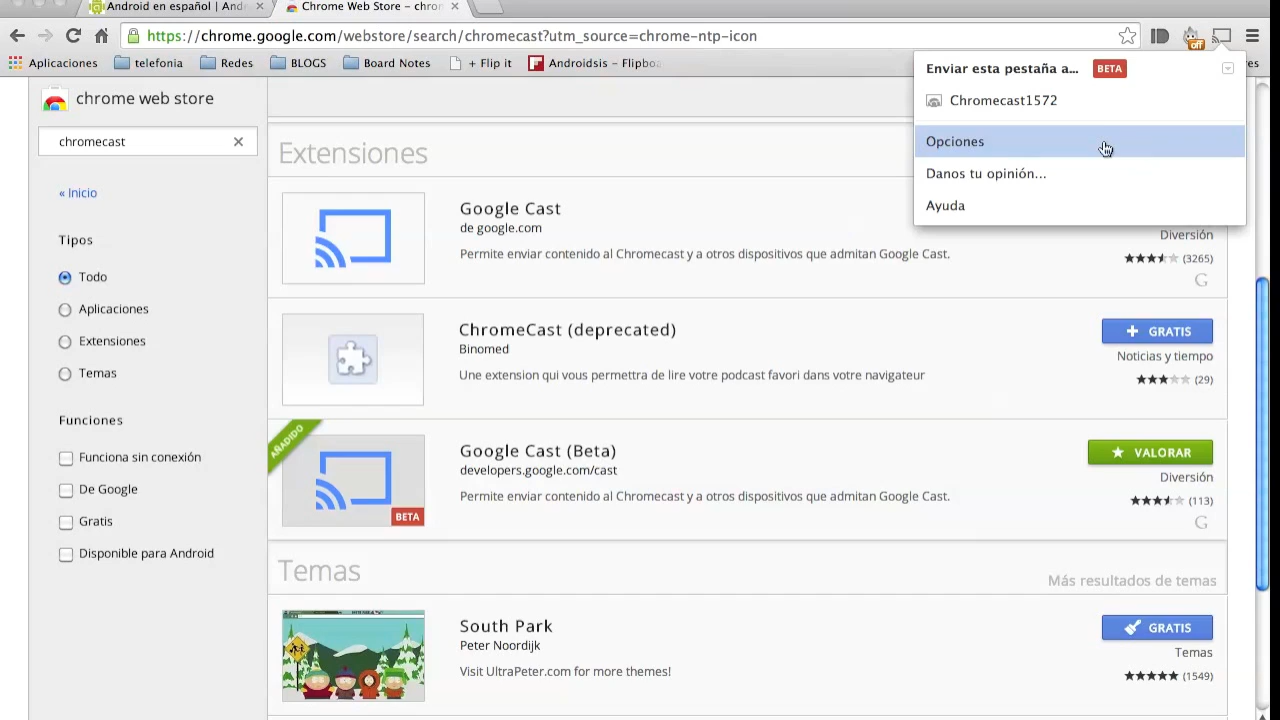 Android en español | And
Chrome Web Store – chron
https://chrome.google.com/webstore/search/chromecast?utm_source=chrome-ntp-icon
off
Aplicaciones
telefonia
Redes
BLOGS
Board Notes
+ Flip it
Androidsis – Flipboa
Enviar esta pestaña a...
BETA
Chromecast1572
Opciones
Danos tu opinión...
Ayuda
chrome web store
chromecast
« Inicio
Tipos
Todo
Aplicaciones
Extensiones
Temas
Funciones
Funciona sin conexión
De Google
Gratis
Disponible para Android
Extensiones
Google Cast
de google.com
Permite enviar contenido al Chromecast y a otros dispositivos que admitan Google Cast.
Diversión
(3265)
ChromeCast (deprecated)
Binomed
Une extension qui vous permettra de lire votre podcast favori dans votre navigateur
GRATIS
Noticias y tiempo
(29)
AÑADIDO
BETA
Google Cast (Beta)
developers.google.com/cast
Permite enviar contenido al Chromecast y a otros dispositivos que admitan Google Cast.
VALORAR
Diversión
(113)
Temas
Más resultados de temas
South Park
Peter Noordijk
Visit UltraPeter.com for more themes!
GRATIS
Temas
(1549)